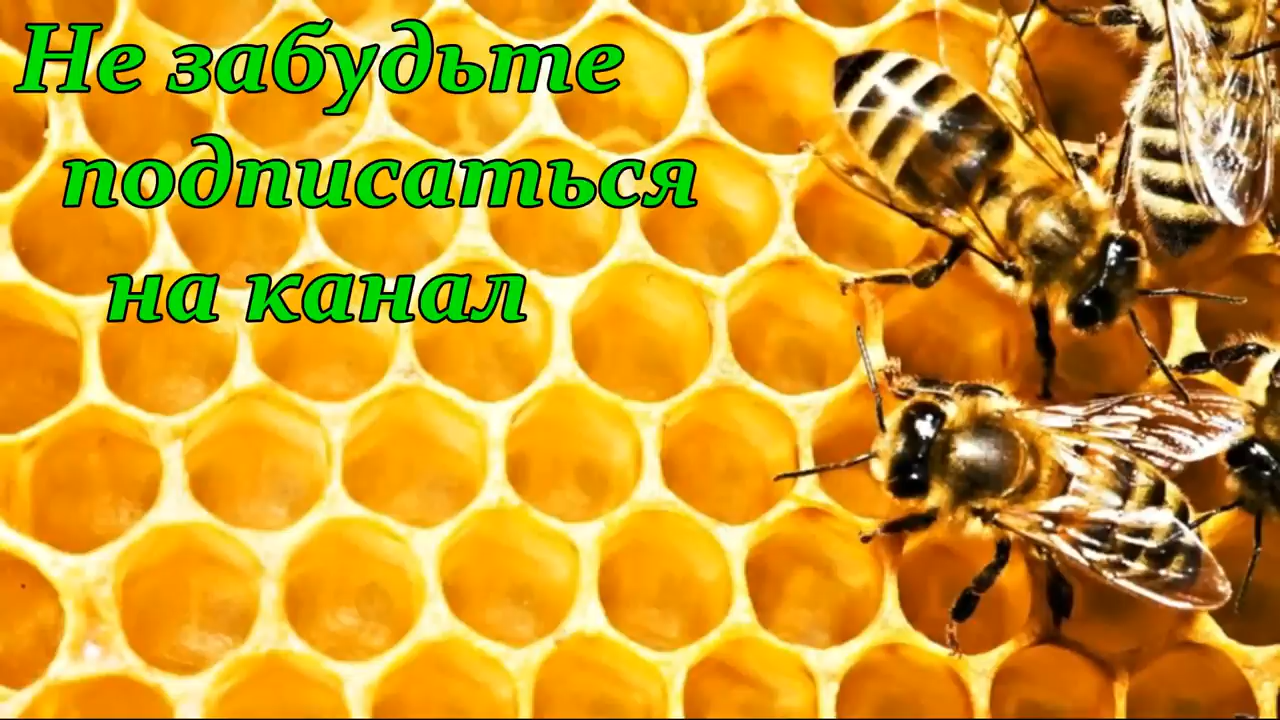 Не забудьте
подписаться
на канал